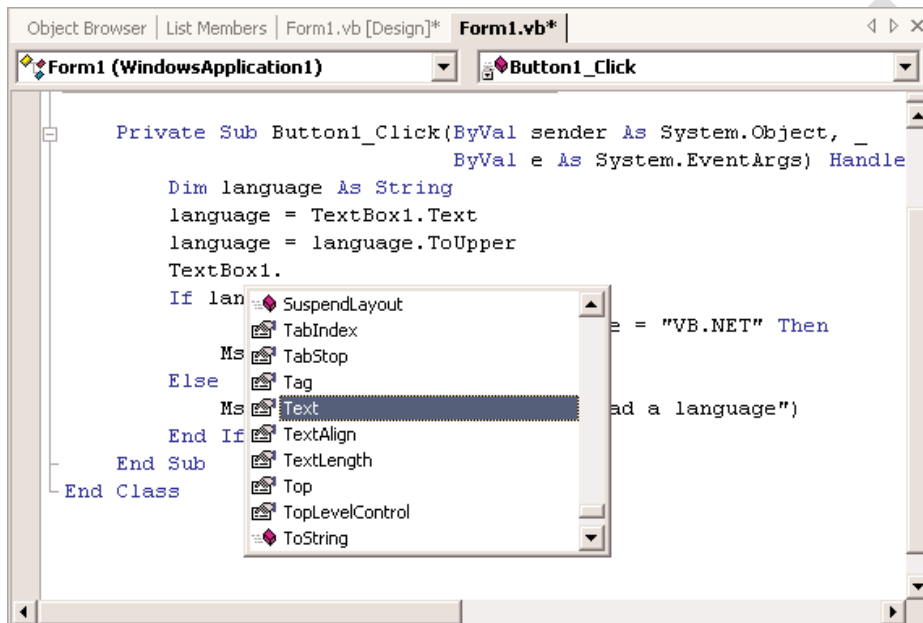 Object Browser | List Members | Form1.vb [Design]* Form1.vb*
Form1 (WindowsApplication1) Button1_Click
Private Sub Button1_Click(ByVal sender As System.Object, _
ByVal e As System.EventArgs) Handle
Dim language As String
language = TextBox1.Text
language = language.ToUpper
TextBox1.
If lan
SuspendLayout
TabIndex
= "VB.NET" Then
Ms
TabStop
Else
Tag
Ms
Text
ad a language")
End If
TextAlign
End Sub
TextLength
End Class
Top
TopLevelControl
ToString